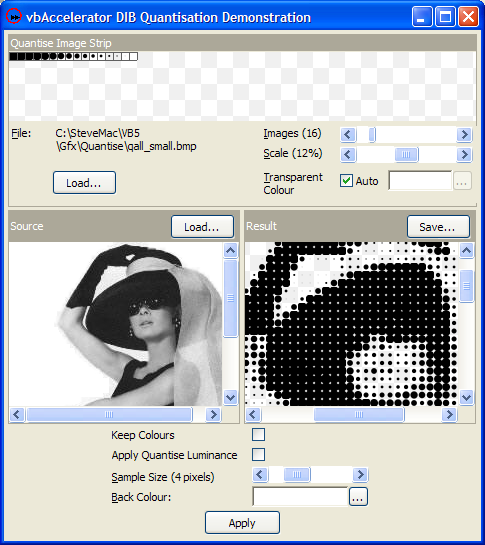 vbAccelerator DIB Quantisation Demonstration
Quantise Image Strip
File: C:\SteveMac\VB5
\Gfx\Quantise\qall_small.bmp
Load...
Images (16)
Scale (12%)
Transparent
Colour
Auto
...
Source
Load...
Result
Save...
Keep Colours
Apply Quantise Luminance
Sample Size (4 pixels)
Back Colour:
...
Apply